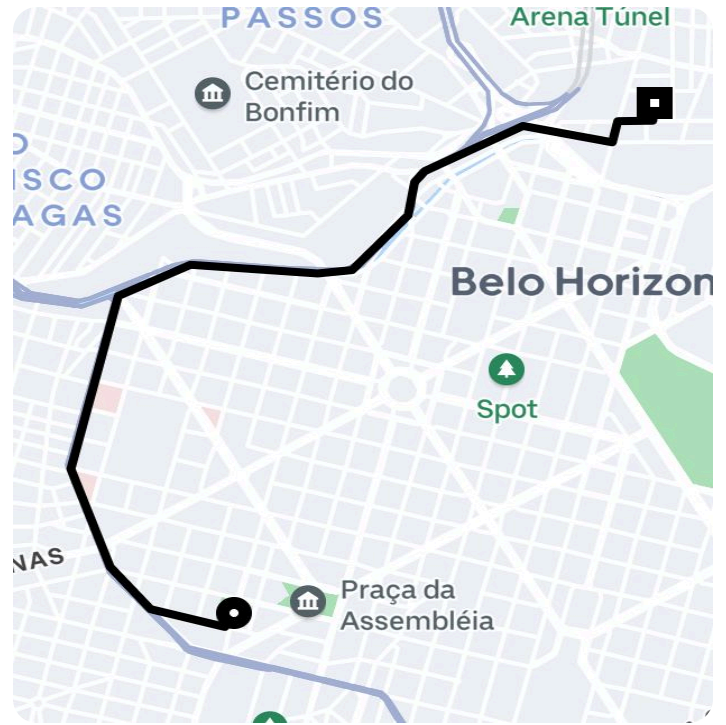 PASSOS
Arena Túnel
Cemitério do
Bonfim
O
ISCO
AGAS
Belo Horizon
Spot
NAS
Praça da
Assembléia